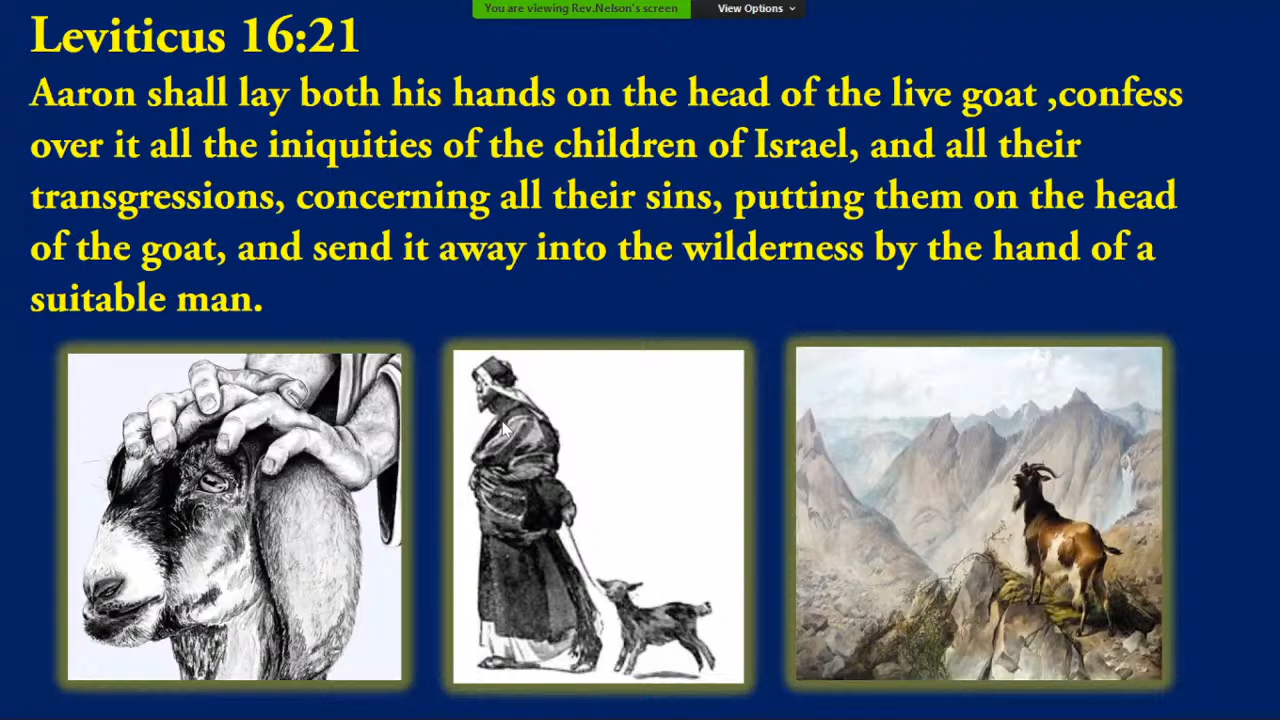 You are viewing Rev.Nelson's screen
View Options
Leviticus 16:21
Aaron shall lay both his hands on the head of the live goat ,confess
over it all the iniquities of the children of Israel, and all their
transgressions, concerning all their sins, putting them on the head
of the goat, and send it away into the wilderness by the hand of a
suitable man.